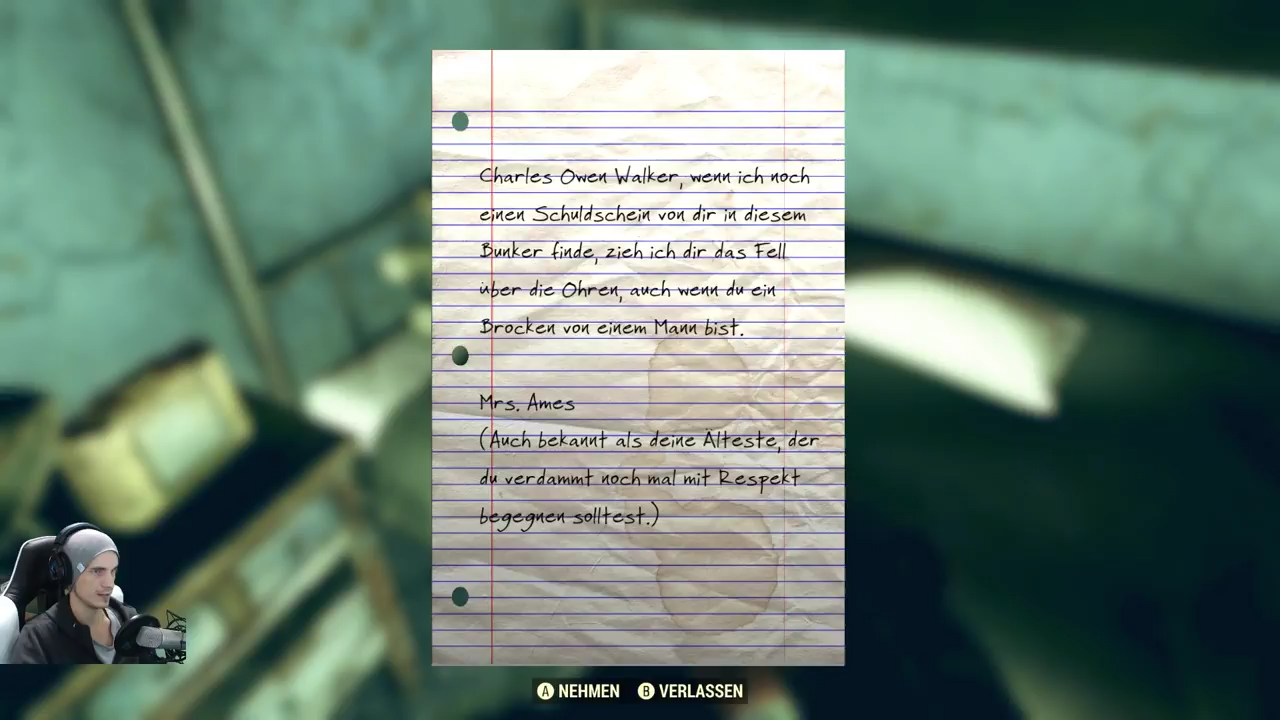 Charles Owen Walker, wenn ich noch
einen Schuldschein von dir in diesem
Bunker finde, zieh ich dir das Fell
über die Ohren, auch wenn du ein
Brocken von einem Mann bist.
Mrs. Ames
(Auch bekannt als deine Älteste, der
du verdammt noch mal mit Respekt
begegnen solltest.)
A NEHMEN B VERLASSEN